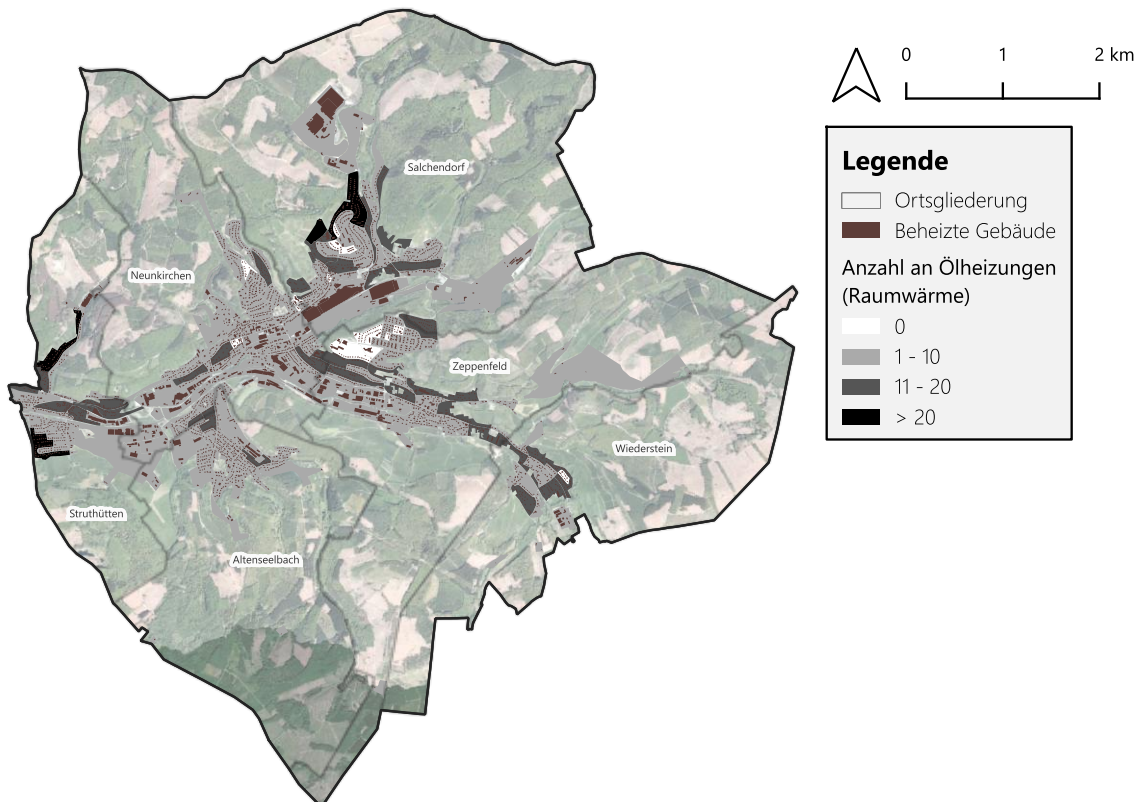 0 1 2 km
Legende
Ortsgliederung
Beheizte Gebäude
Anzahl an Ölheizungen
(Raumwärme)
0
1 - 10
11 - 20
> 20
Salchendorf
Neunkirchen
Zeppenfeld
Wiederstein
Struthütten
Altenseelbach